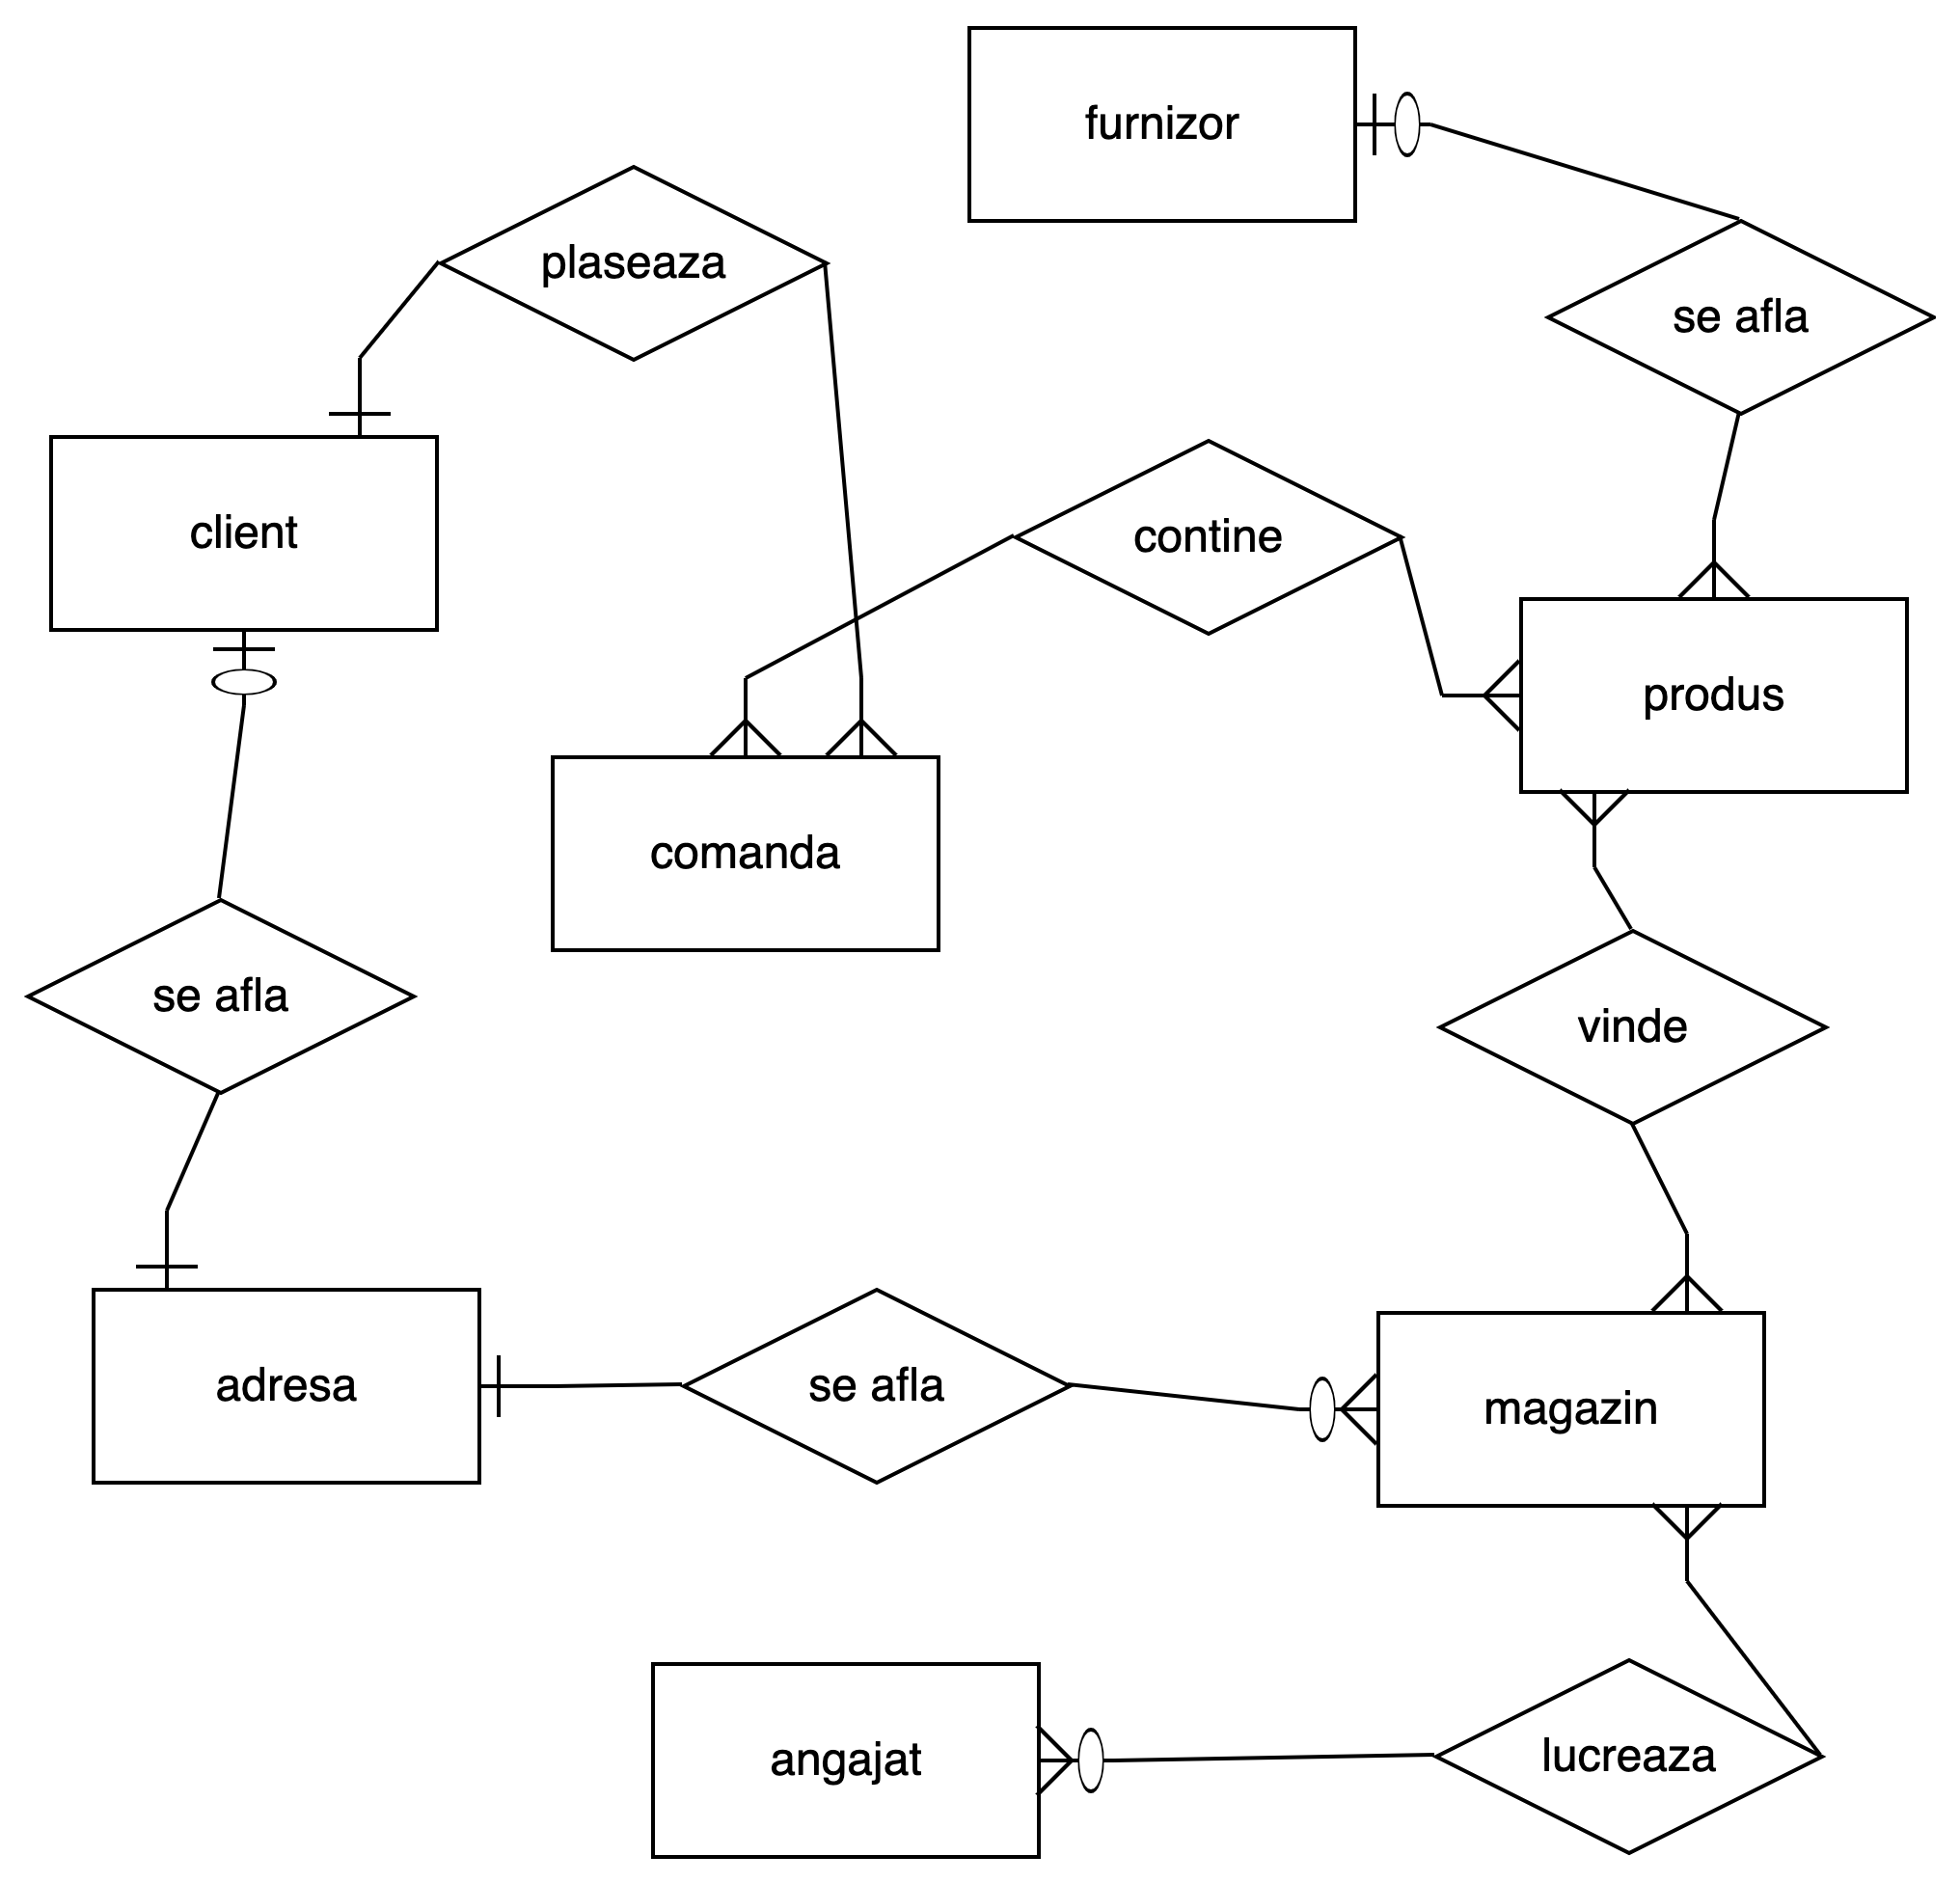 furnizor
plaseaza
se afla
client
contine
produs
comanda
se afla
vinde
adresa
se afla
magazin
angajat
lucreaza